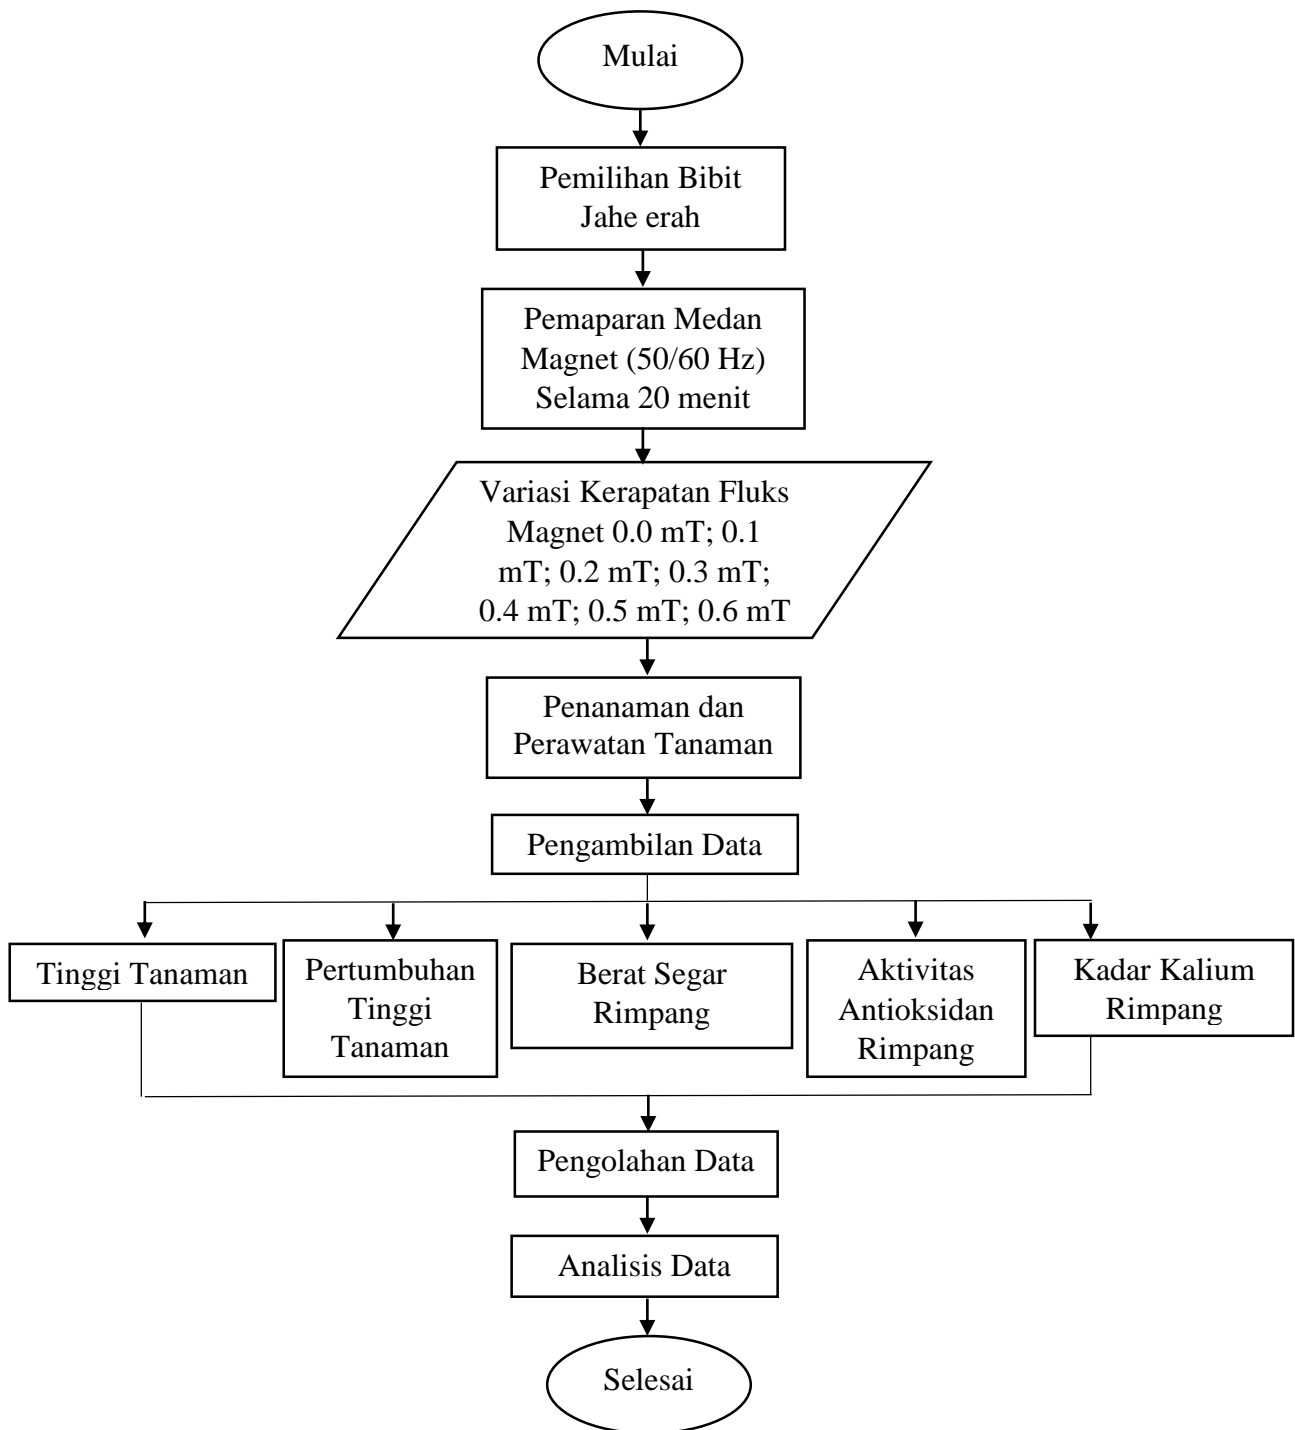 Mulai
Pemilihan Bibit
Jahe erah
Pemaparan Medan
Magnet (50/60 Hz)
Selama 20 menit
Variasi Kerapatan Fluks
Magnet 0.0 mT; 0.1
mT; 0.2 mT; 0.3 mT;
0.4 mT; 0.5 mT; 0.6 mT
Penanaman dan
Perawatan Tanaman
Pengambilan Data
Tinggi Tanaman
Pertumbuhan
Tinggi
Tanaman
Berat Segar
Rimpang
Aktivitas
Antioksidan
Rimpang
Kadar Kalium
Rimpang
Pengolahan Data
Analisis Data
Selesai